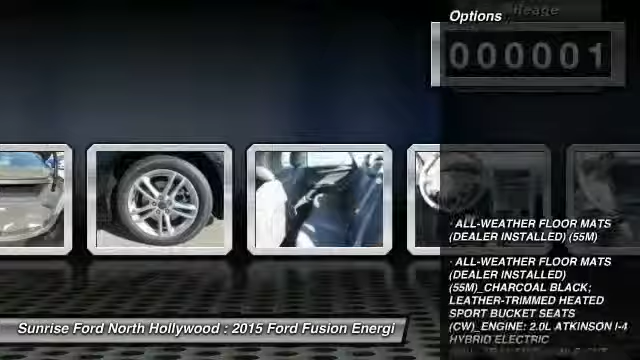 Options
000001
· ALL-WEATHER FLOOR MATS
(DEALER INSTALLED) (55M)
· ALL-WEATHER FLOOR MATS
(DEALER INSTALLED)
(55M)_CHARCOAL BLACK;
LEATHER-TRIMMED HEATED
SPORT BUCKET SEATS
(CW)_ENGINE: 2.0L ATKINSON I-4
HYBRID ELECTRIC
Sunrise Ford North Hollywood : 2015 Ford Fusion Energi